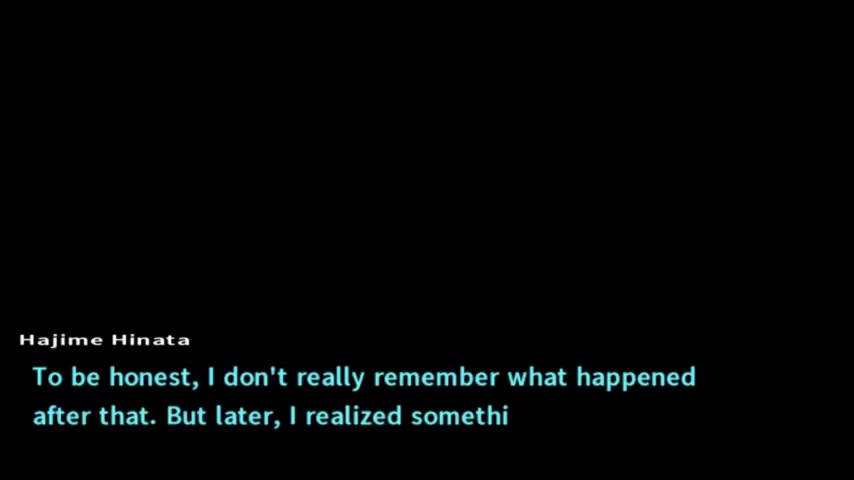 Hajime Hinata
To be honest, I don't really remember what happened
after that. But later, I realized somethi